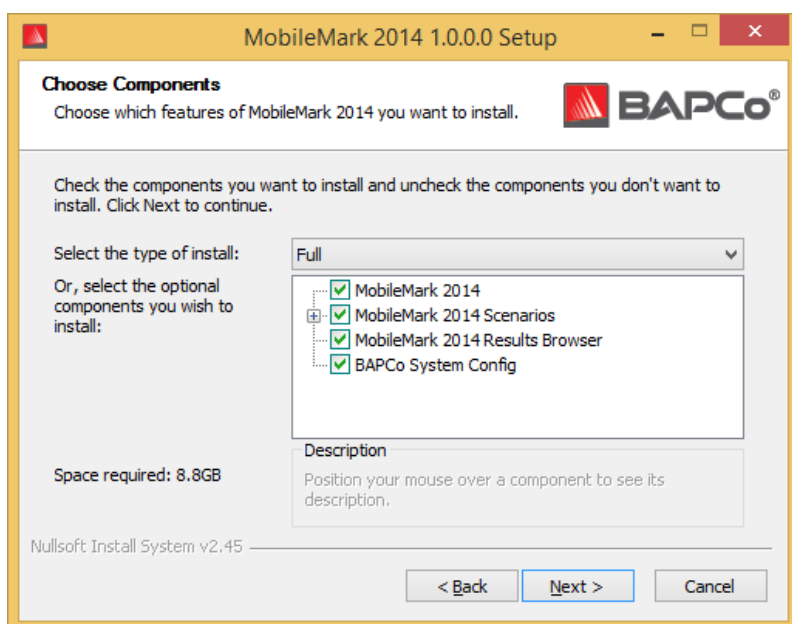 MobileMark 2014 1.0.0.0 Setup
Choose Components
Choose which features of MobileMark 2014 you want to install.
BAPCo®
Check the components you want to install and uncheck the components you don't want to
install. Click Next to continue.
Select the type of install:
Full
Or, select the optional
components you wish to
install:
MobileMark 2014
MobileMark 2014 Scenarios
MobileMark 2014 Results Browser
BAPCo System Config
Space required: 8.8GB
Description
Position your mouse over a component to see its
description.
Nullsoft Install System v2.45
< Back
Next >
Cancel